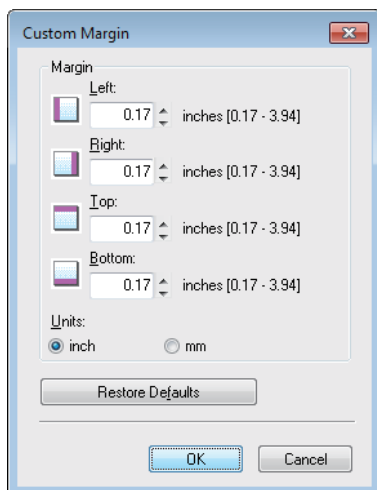 Custom Margin
Margin
Left:
0.17 inches [0.17 - 3.94]
Right:
0.17 inches [0.17 - 3.94]
Top:
0.17 inches [0.17 - 3.94]
Bottom:
0.17 inches [0.17 - 3.94]
Units:
inch mm
Restore Defaults
OK Cancel